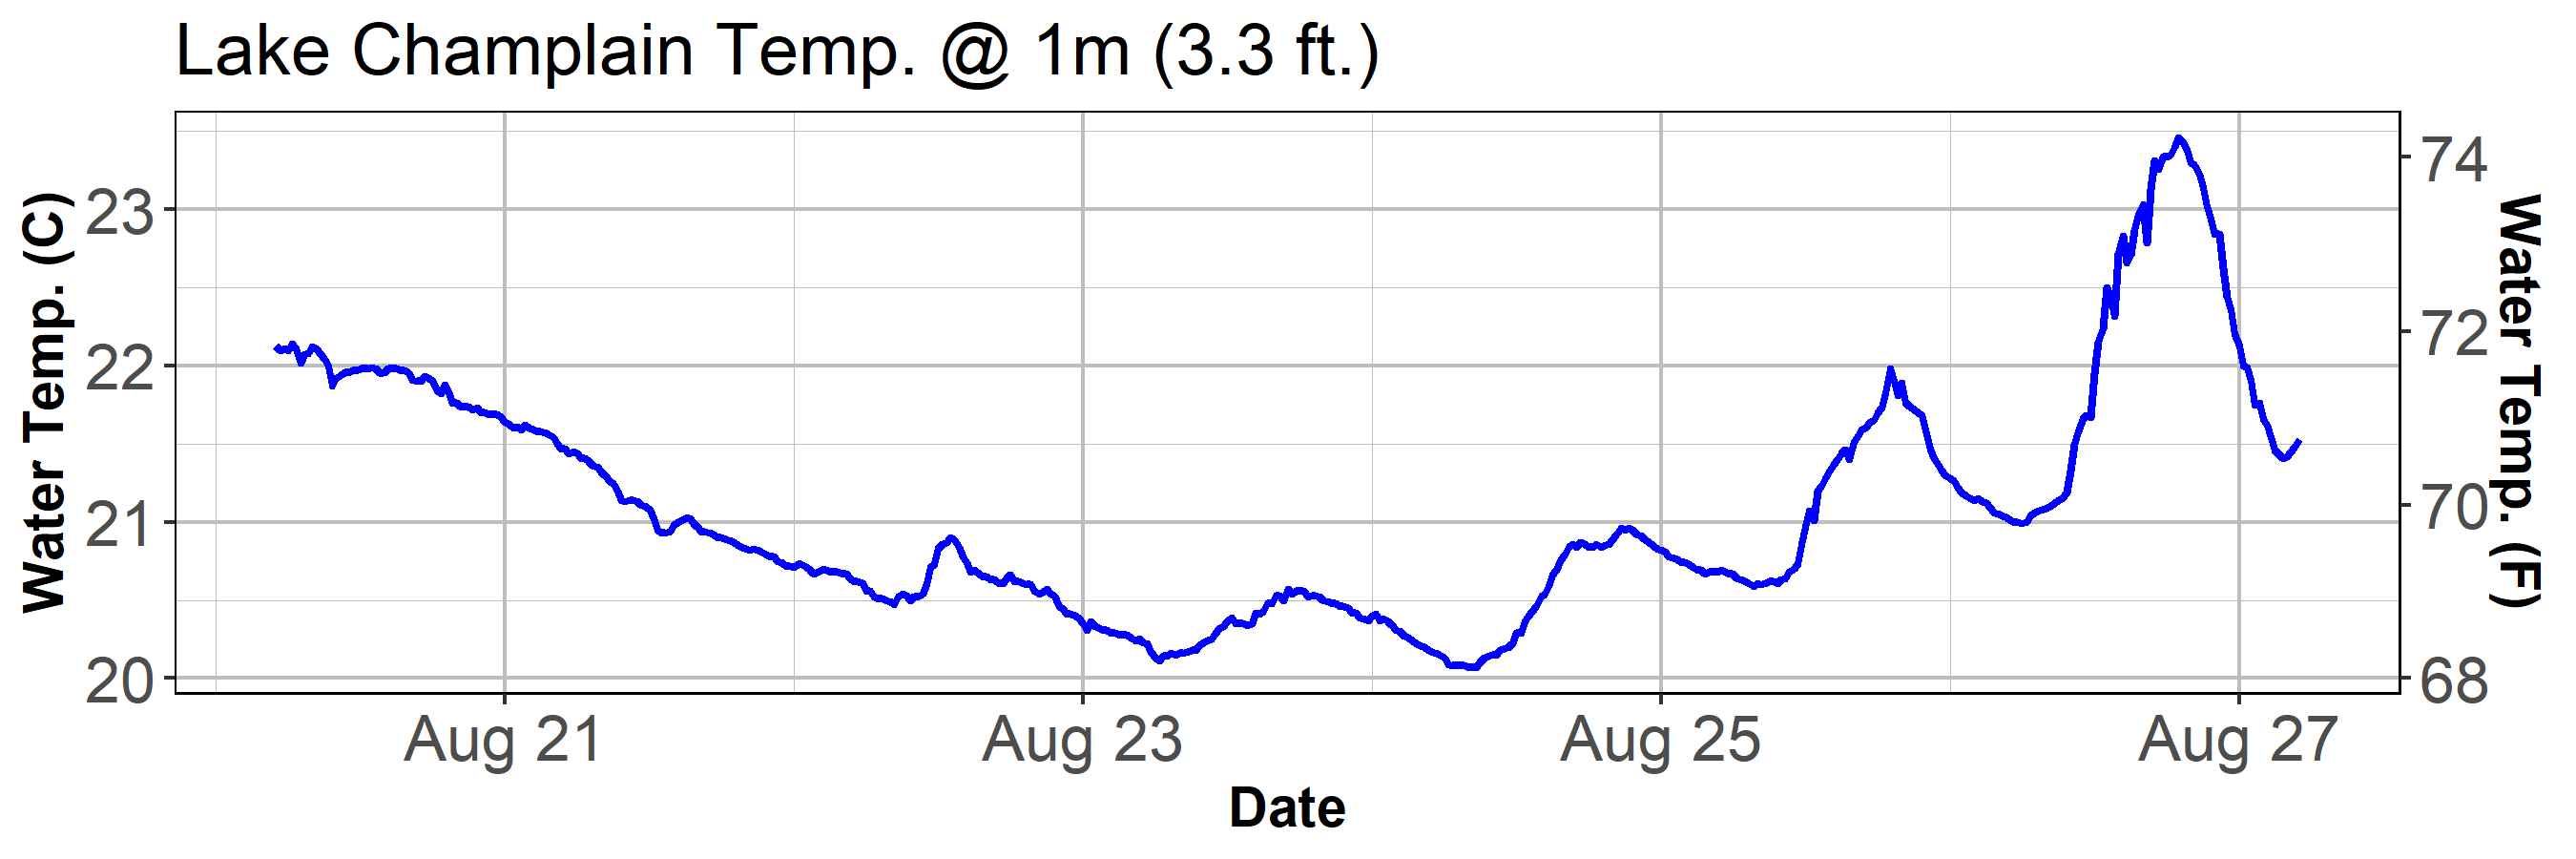 Lake Champlain Temp. @ 1m (3.3 ft.)
Water Temp. (C)
23
22
21
20
74
72
70
68
Water Temp. (F)
Aug 21
Aug 23
Aug 25
Aug 27
Date